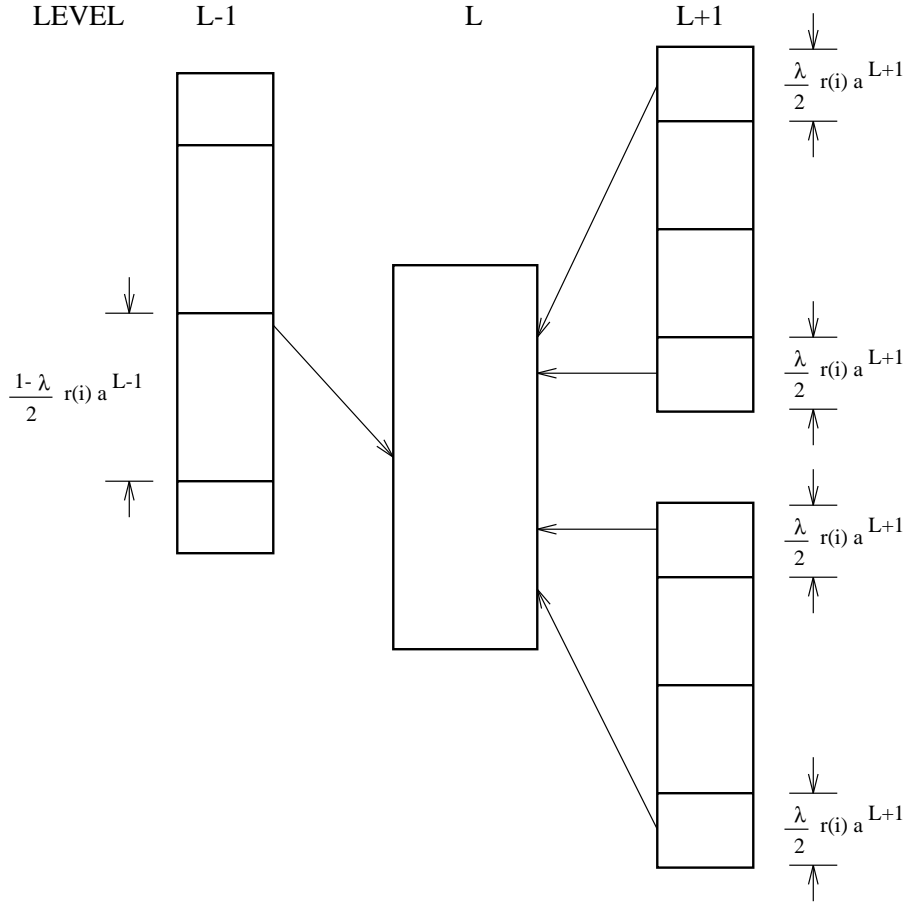 LEVEL L-1 L L+1
λ/2 r(i) a^L+1
λ/2 r(i) a^L+1
1-λ/2 r(i) a^L-1
λ/2 r(i) a^L+1
λ/2 r(i) a^L+1